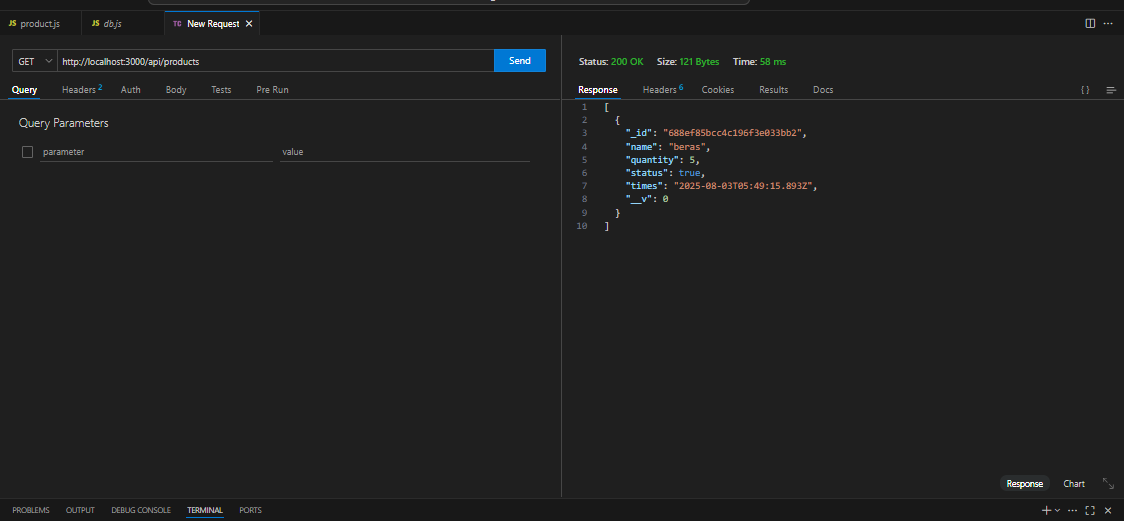 JS product.js JS db.js TC New Request ×
GET http://localhost:3000/api/products Send
Query Headers 2 Auth Body Tests Pre Run
Query Parameters
parameter value
Status: 200 OK Size: 121 Bytes Time: 58 ms
Response Headers 6 Cookies Results Docs { }
1 [
2 {
3 "_id": "688ef85bcc4c196f3e033bb2",
4 "name": "beras",
5 "quantity": 5,
6 "status": true,
7 "times": "2025-08-03T05:49:15.893Z",
8 "__v": 0
9 }
10 ]
Response Chart
PROBLEMS OUTPUT DEBUG CONSOLE TERMINAL PORTS